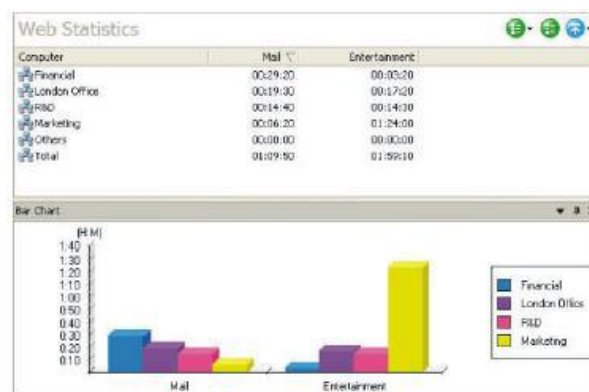 Web Statistics
Computer Mail Entertainment
Financial 00:29:20 00:03:20
London Office 00:19:30 00:17:20
R&D 00:14:40 00:14:30
Marketing 00:06:20 01:24:00
Others 00:00:00 00:00:00
Total 01:09:50 01:59:10
Bar Chart
[H:M]
1:40
1:30
1:20
1:10
1:00
0:50
0:40
0:30
0:20
0:10
Mail Entertainment
Financial
London Office
R&D
Marketing